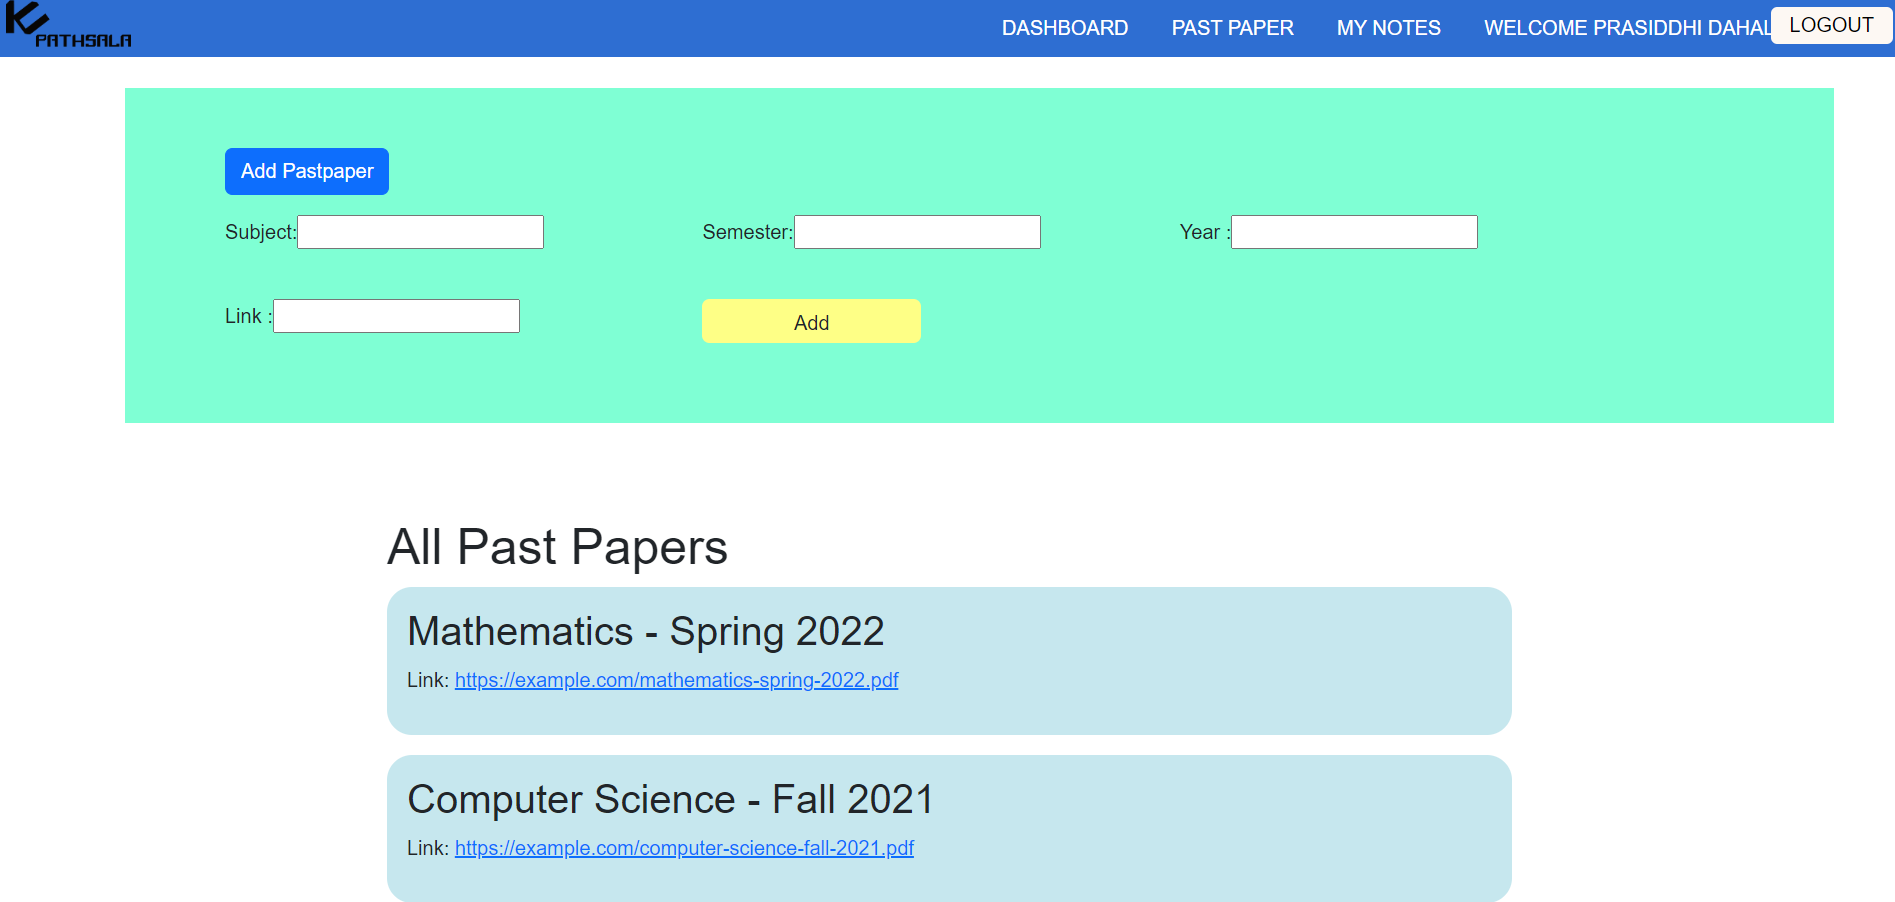 KU
PATHSALA
DASHBOARD PAST PAPER MY NOTES WELCOME PRASIDDHI DAHAL LOGOUT
Add Pastpaper
Subject: Semester: Year :
Link : Add
All Past Papers
Mathematics - Spring 2022
Link: https://example.com/mathematics-spring-2022.pdf
Computer Science - Fall 2021
Link: https://example.com/computer-science-fall-2021.pdf